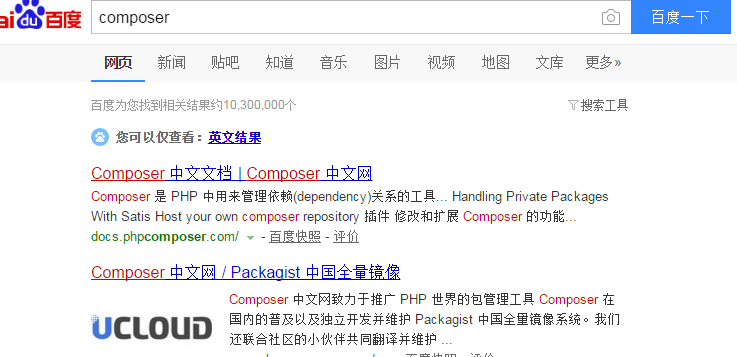 ai du 百度
composer
百度一下
网页 新闻 贴吧 知道 音乐 图片 视频 地图 文库 更多»
百度为您找到相关结果约10,300,000个
搜索工具
您可以仅查看：英文结果
Composer 中文文档 | Composer 中文网
Composer 是 PHP 中用来管理依赖(dependency)关系的工具... Handling Private Packages
With Satis Host your own composer repository 插件 修改和扩展 Composer 的功能...
docs.phpcomposer.com/ - 百度快照 - 评价
Composer 中文网 / Packagist 中国全量镜像
UCLOUD
Composer 中文网致力于推广 PHP 世界的包管理工具 Composer 在
国内的普及以及独立开发并维护 Packagist 中国全量镜像系统。我们
还联合社区的小伙伴共同翻译并维护 ...
百度快照 - 评价